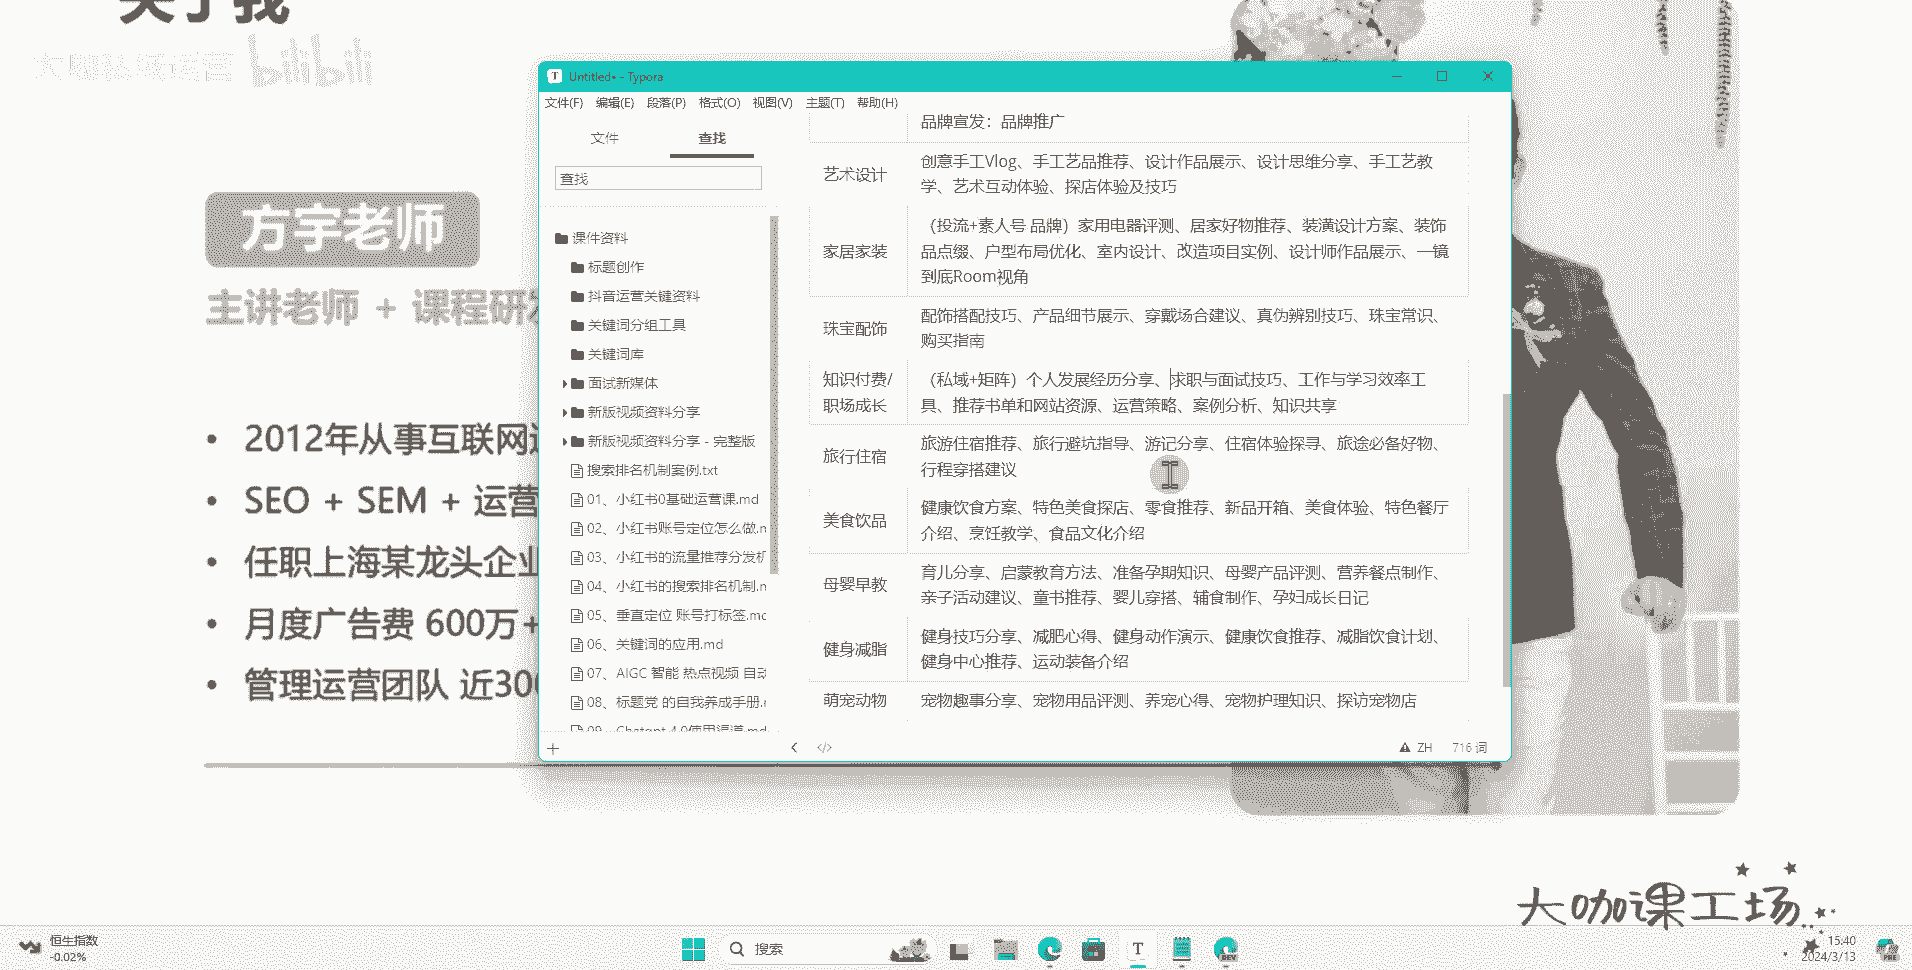 关于我
大咖私域运营 bilibili
方宇老师
主讲老师 + 课程研发
• 2012年从事互联网
• SEO + SEM + 运营
• 任职上海某龙头企业
• 月度广告费 600万+
• 管理运营团队 近300
Untitled• - Typora
文件(F) 编辑(E) 段落(P) 格式(O) 视图(V) 主题(T) 帮助(H)
文件 查找
查找
课件资料
标题创作
抖音运营关键资料
关键词分组工具
关键词库
面试新媒体
新版视频资料分享
新版视频资料分享 - 完整版
搜索排名机制案例.txt
01、小红书0基础运营课.md
02、小红书账号定位怎么做.m
03、小红书的流量推荐分发机
04、小红书的搜索排名机制.m
05、垂直定位 账号打标签.mc
06、关键词的应用.md
07、AIGC 智能 热点视频 自动
08、标题党 的自我养成手册.r
09、Chatgpt 4.0使用渠道.md
品牌宣发：品牌推广
艺术设计
创意手工Vlog、手工艺品推荐、设计作品展示、设计思维分享、手工艺教
学、艺术互动体验、探店体验及技巧
家居家装
（投流+素人号 品牌）家用电器评测、居家好物推荐、装潢设计方案、装饰
品点缀、户型布局优化、室内设计、改造项目实例、设计师作品展示、一镜
到底Room视角
珠宝配饰
配饰搭配技巧、产品细节展示、穿戴场合建议、真伪辨别技巧、珠宝常识、
购买指南
知识付费/
职场成长
（私域+矩阵）个人发展经历分享、求职与面试技巧、工作与学习效率工
具、推荐书单和网站资源、运营策略、案例分析、知识共享
旅行住宿
旅游住宿推荐、旅行避坑指导、游记分享、住宿体验探寻、旅途必备好物、
行程穿搭建议
美食饮品
健康饮食方案、特色美食探店、零食推荐、新品开箱、美食体验、特色餐厅
介绍、烹饪教学、食品文化介绍
母婴早教
育儿分享、启蒙教育方法、准备孕期知识、母婴产品评测、营养餐点制作、
亲子活动建议、童书推荐、婴儿穿搭、辅食制作、孕妇成长日记
健身减脂
健身技巧分享、减肥心得、健身动作演示、健康饮食推荐、减脂饮食计划、
健身中心推荐、运动装备介绍
萌宠动物
宠物趣事分享、宠物用品评测、养宠心得、宠物护理知识、探访宠物店
ZH 716 词
大咖课工场
恒生指数
-0.02%
搜索
DEV
15:40
2024/3/13
PRE